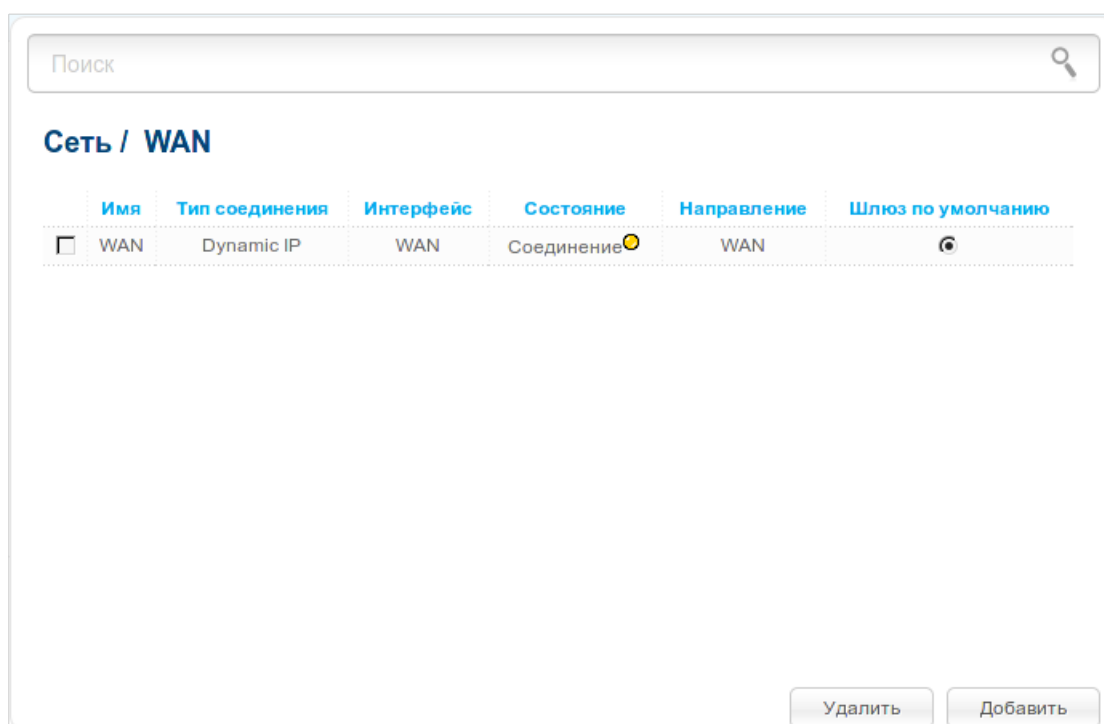 Поиск
Сеть / WAN
Имя Тип соединения Интерфейс Состояние Направление Шлюз по умолчанию
WAN Dynamic IP WAN Соединение WAN
Удалить Добавить